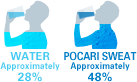 WATER
Approximately
28%
POCARI SWEAT
Approximately
48%